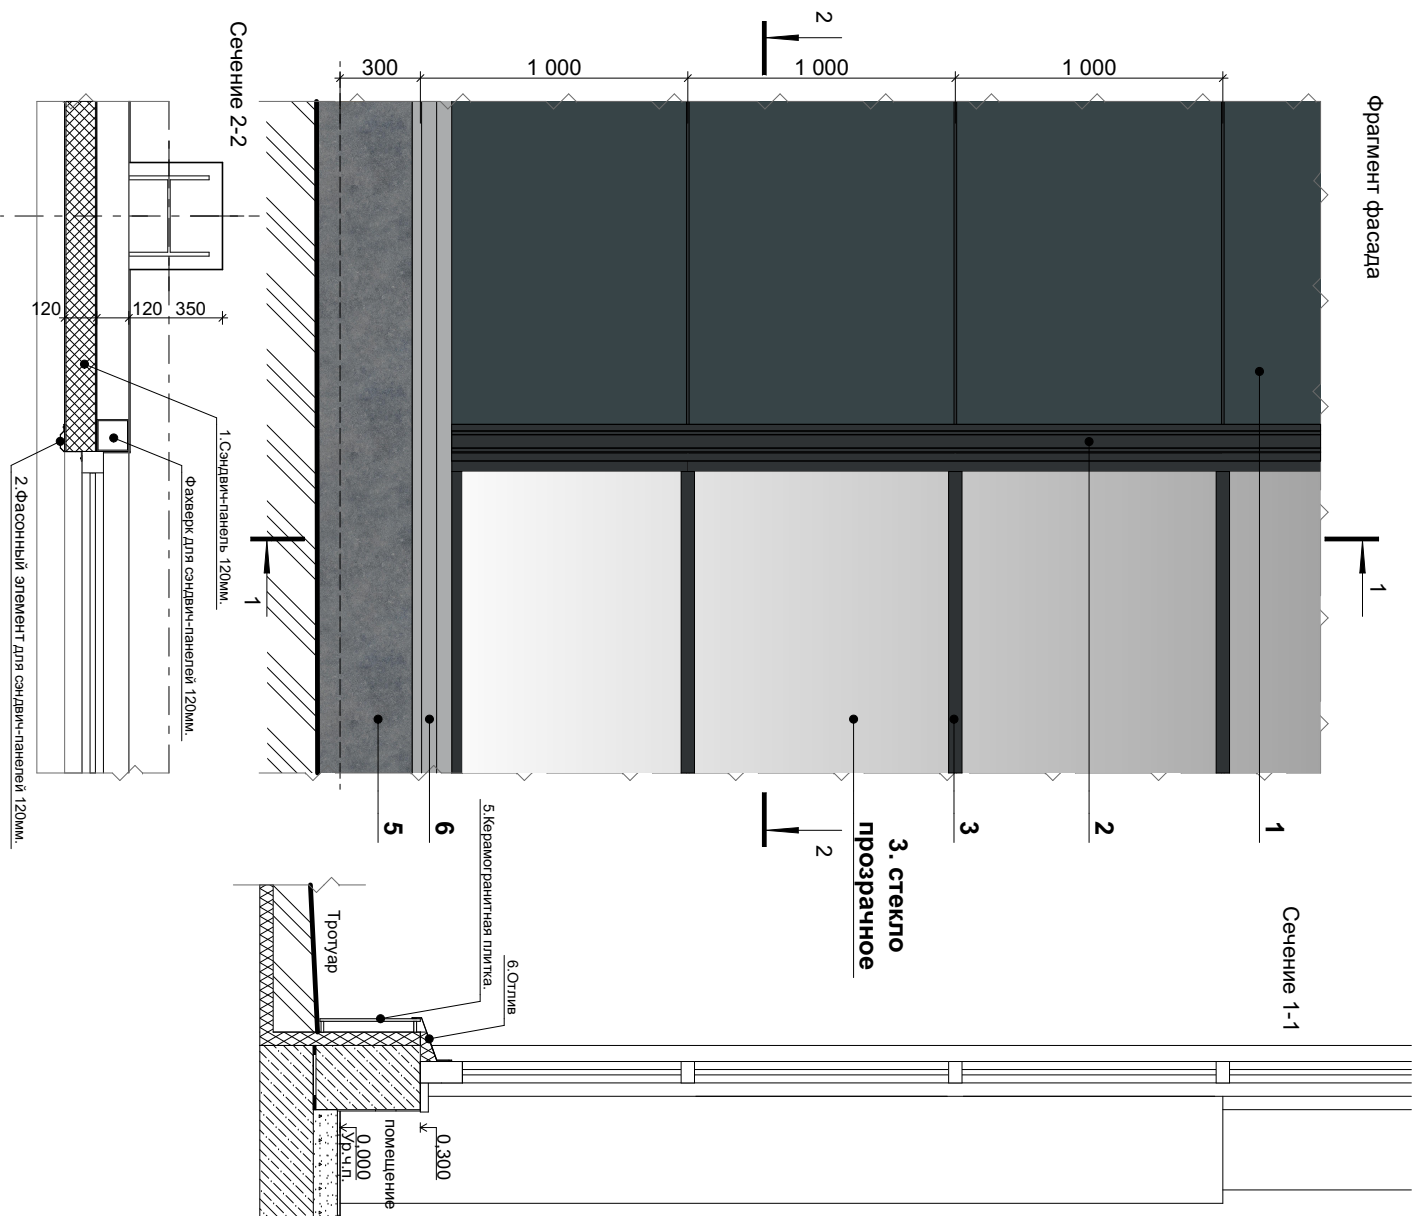 Фрагмент фасада
1
1
2
2
1 000
1 000
1 000
300
1
2
3
3. стекло
прозрачное
6
5
Сечение 1-1
6.Отлив
5.Керамогранитная плитка.
Тротуар
помещение
0,300
0,000
Ур.ч.п.
Сечение 2-2
350
120
120
1.Сэндвич-панель 120мм.
Фахверк для сэндвич-панелей 120мм.
2.Фасонный элемент для сэндвич-панелей 120мм.